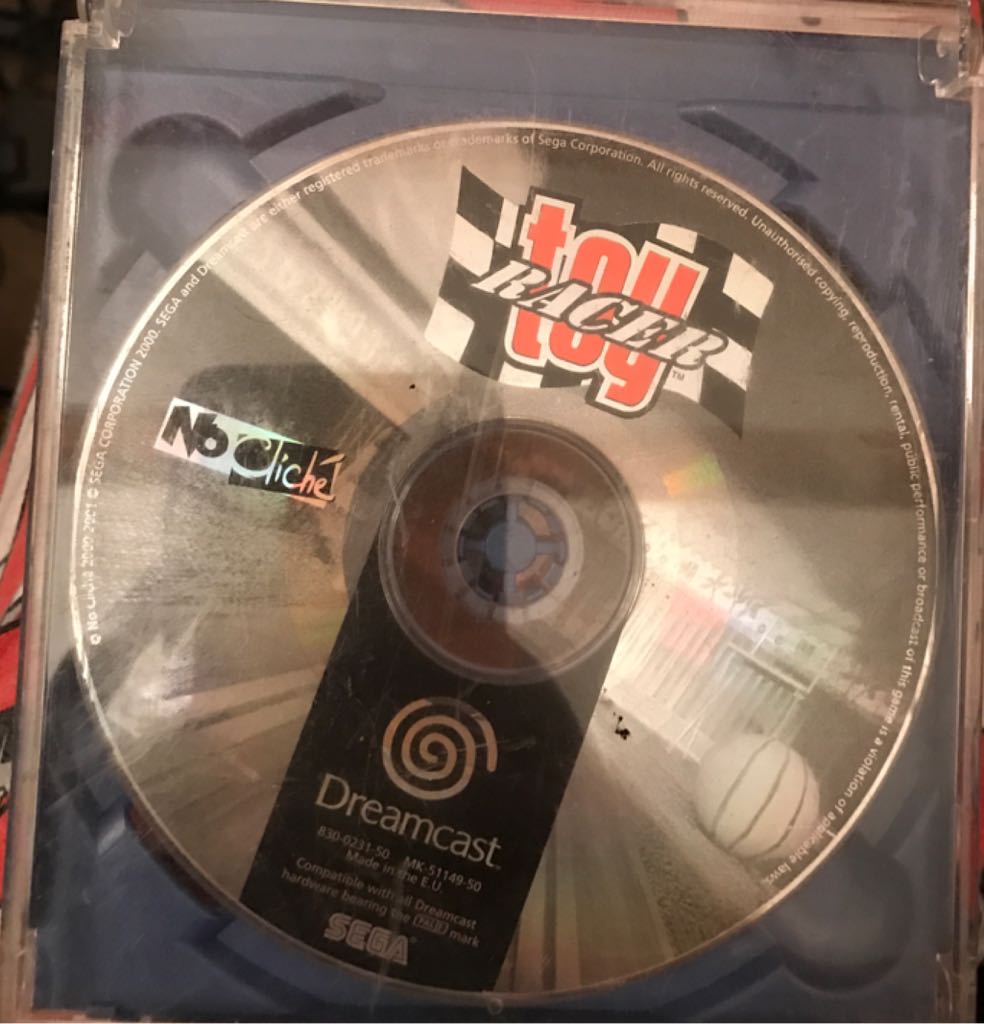 © No Cliché 2000 2001 © SEGA CORPORATION 2000. SEGA and Dreamcast are either registered trademarks or trademarks of Sega Corporation. All rights reserved. Unauthorised copying, reproduction, rental, public performance or broadcast of this game is a violation of applicable laws.
toy
RACER
toy
™
No Cliché
Dreamcast
830-0231-50 MK-51149-50
Made in the E.U.
Compatible with all Dreamcast
hardware bearing the PAL/E mark
SEGA®